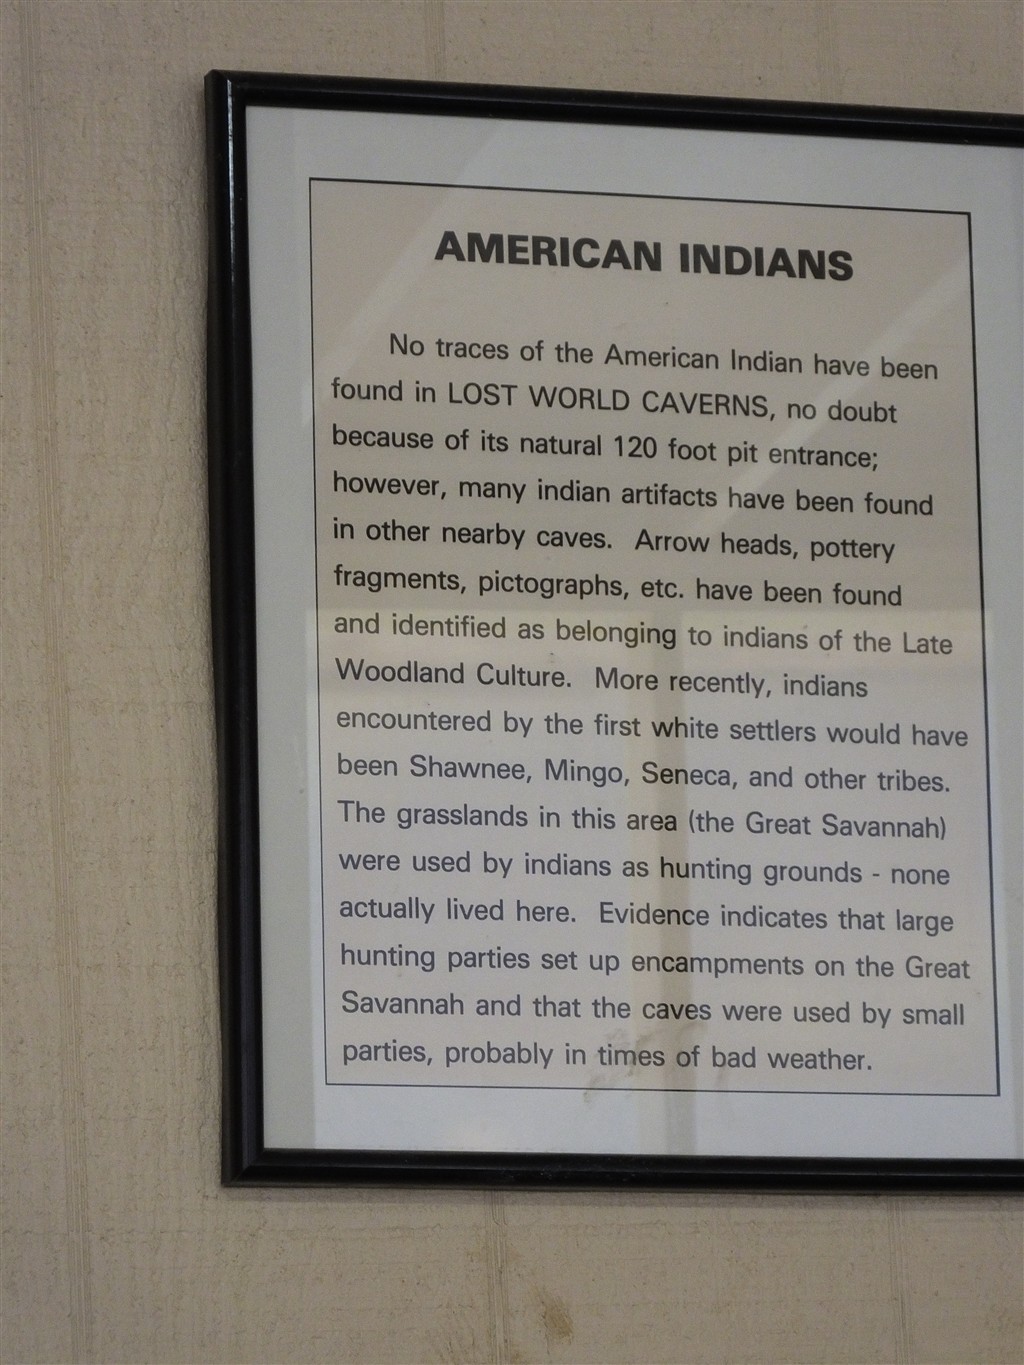 AMERICAN INDIANS
No traces of the American Indian have been
found in LOST WORLD CAVERNS, no doubt
because of its natural 120 foot pit entrance;
however, many indian artifacts have been found
in other nearby caves. Arrow heads, pottery
fragments, pictographs, etc. have been found
and identified as belonging to indians of the Late
Woodland Culture. More recently, indians
encountered by the first white settlers would have
been Shawnee, Mingo, Seneca, and other tribes.
The grasslands in this area (the Great Savannah)
were used by indians as hunting grounds - none
actually lived here. Evidence indicates that large
hunting parties set up encampments on the Great
Savannah and that the caves were used by small
parties, probably in times of bad weather.